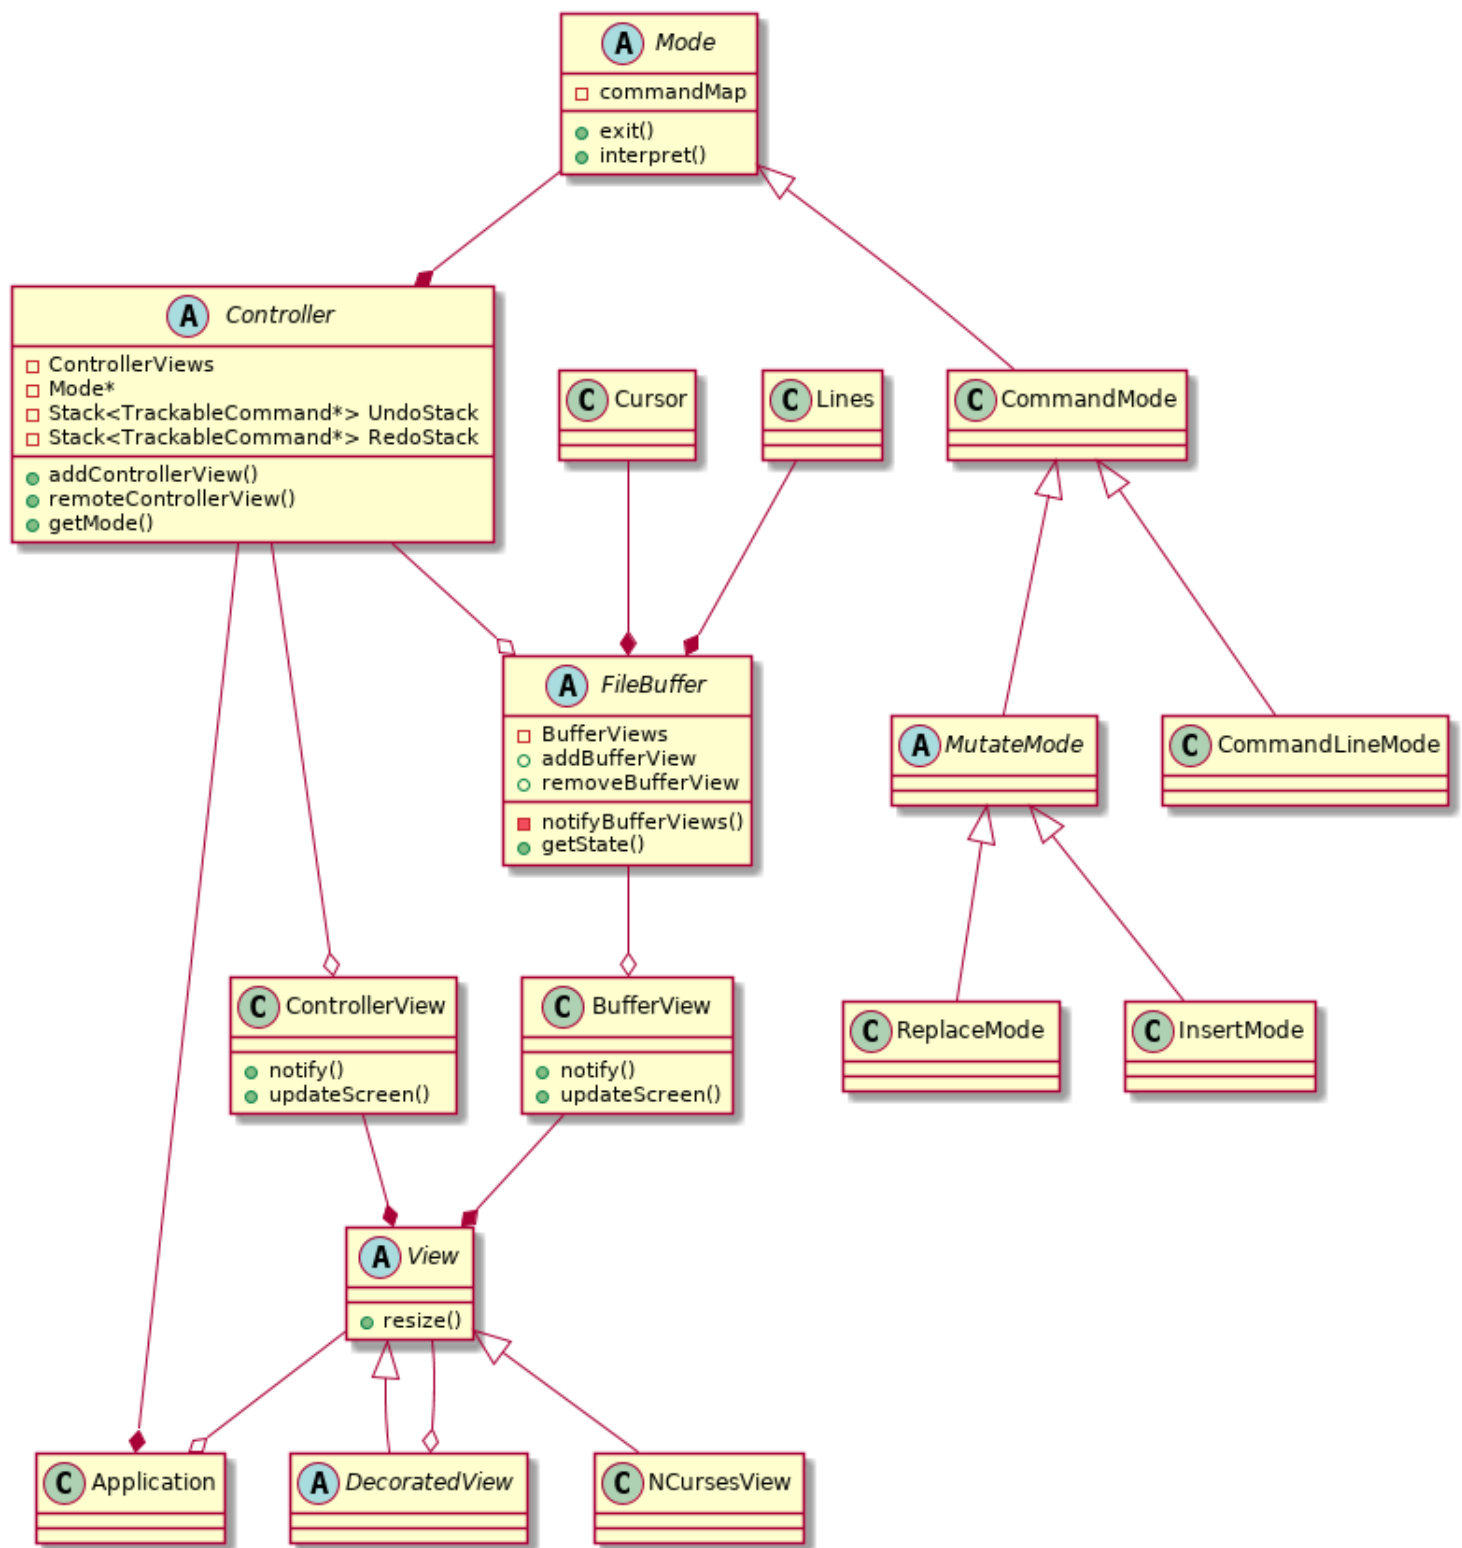 A Mode
commandMap
exit()
interpret()
A Controller
ControllerViews
Mode*
Stack<TrackableCommand*> UndoStack
Stack<TrackableCommand*> RedoStack
addControllerView()
remoteControllerView()
getMode()
C Cursor
C Lines
C CommandMode
A FileBuffer
BufferViews
addBufferView
removeBufferView
notifyBufferViews()
getState()
A MutateMode
C CommandLineMode
C ControllerView
notify()
updateScreen()
C BufferView
notify()
updateScreen()
C ReplaceMode
C InsertMode
A View
resize()
C Application
A DecoratedView
C NCursesView